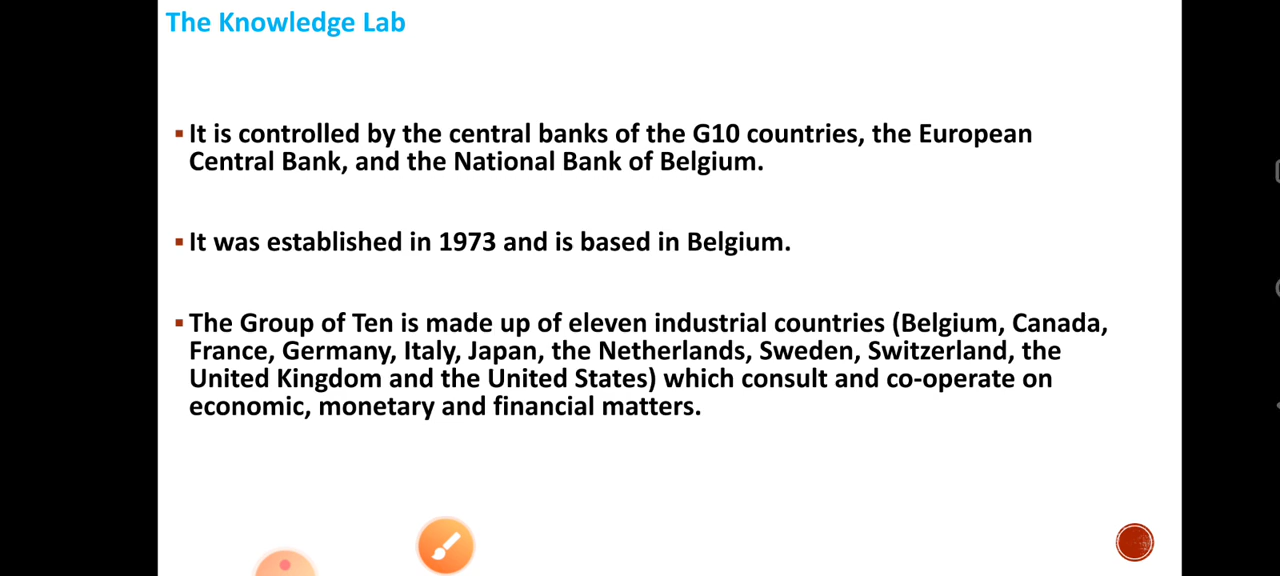 The Knowledge Lab
It is controlled by the central banks of the G10 countries, the European
Central Bank, and the National Bank of Belgium.
It was established in 1973 and is based in Belgium.
The Group of Ten is made up of eleven industrial countries (Belgium, Canada,
France, Germany, Italy, Japan, the Netherlands, Sweden, Switzerland, the
United Kingdom and the United States) which consult and co-operate on
economic, monetary and financial matters.